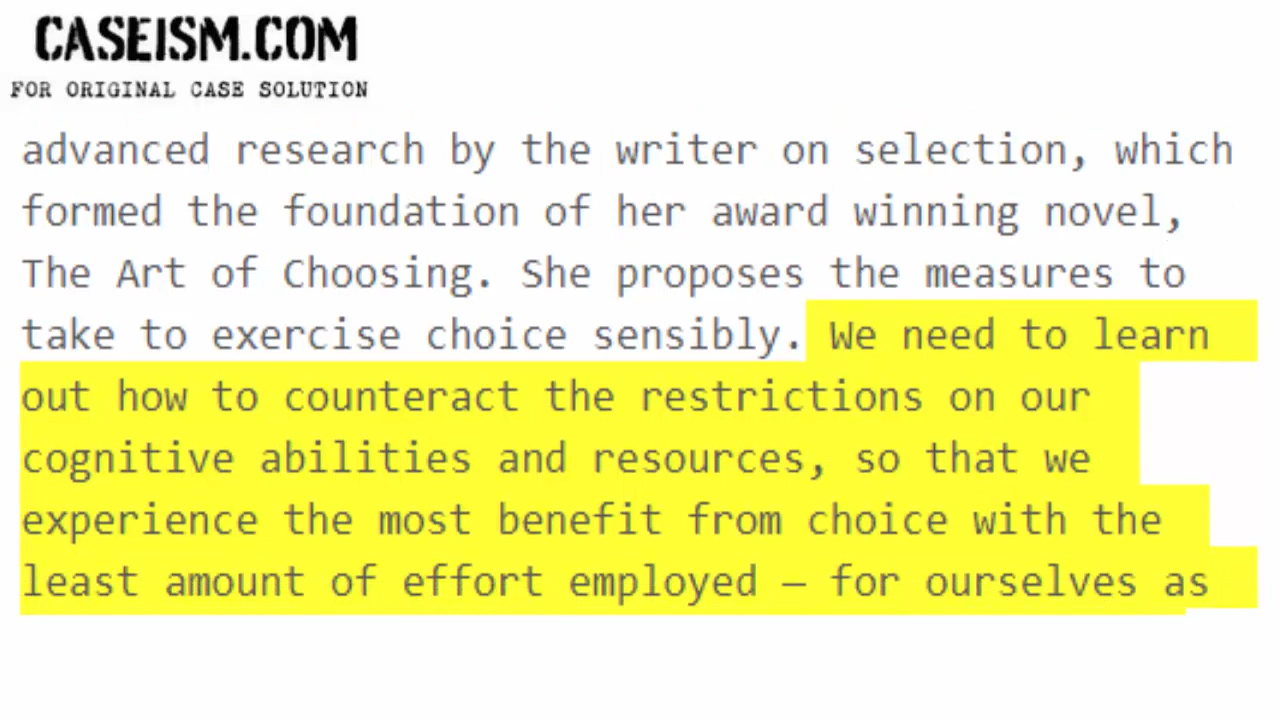 CASEISM.COM
FOR ORIGINAL CASE SOLUTION
advanced research by the writer on selection, which
formed the foundation of her award winning novel,
The Art of Choosing. She proposes the measures to
take to exercise choice sensibly. We need to learn
out how to counteract the restrictions on our
cognitive abilities and resources, so that we
experience the most benefit from choice with the
least amount of effort employed — for ourselves as